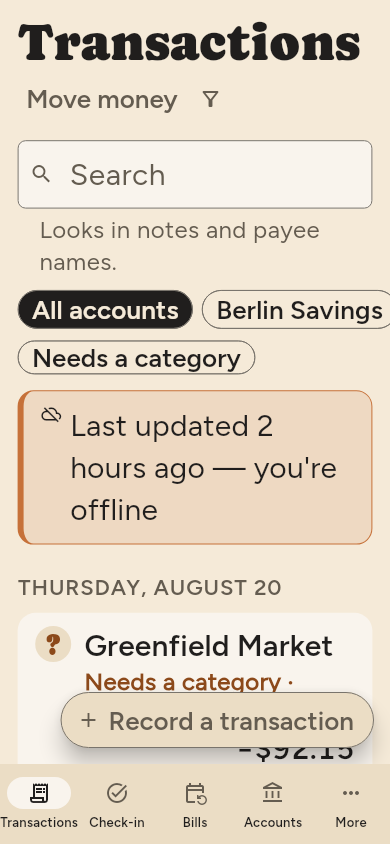 Transactions
Move money
Search
Looks in notes and payee
names.
All accounts
Berlin Savings
Needs a category
Last updated 2
hours ago — you're
offline
THURSDAY, AUGUST 20
?
Greenfield Market
Needs a category ·
Record a transaction
−$92.15
Transactions
Check-in
Bills
Accounts
More